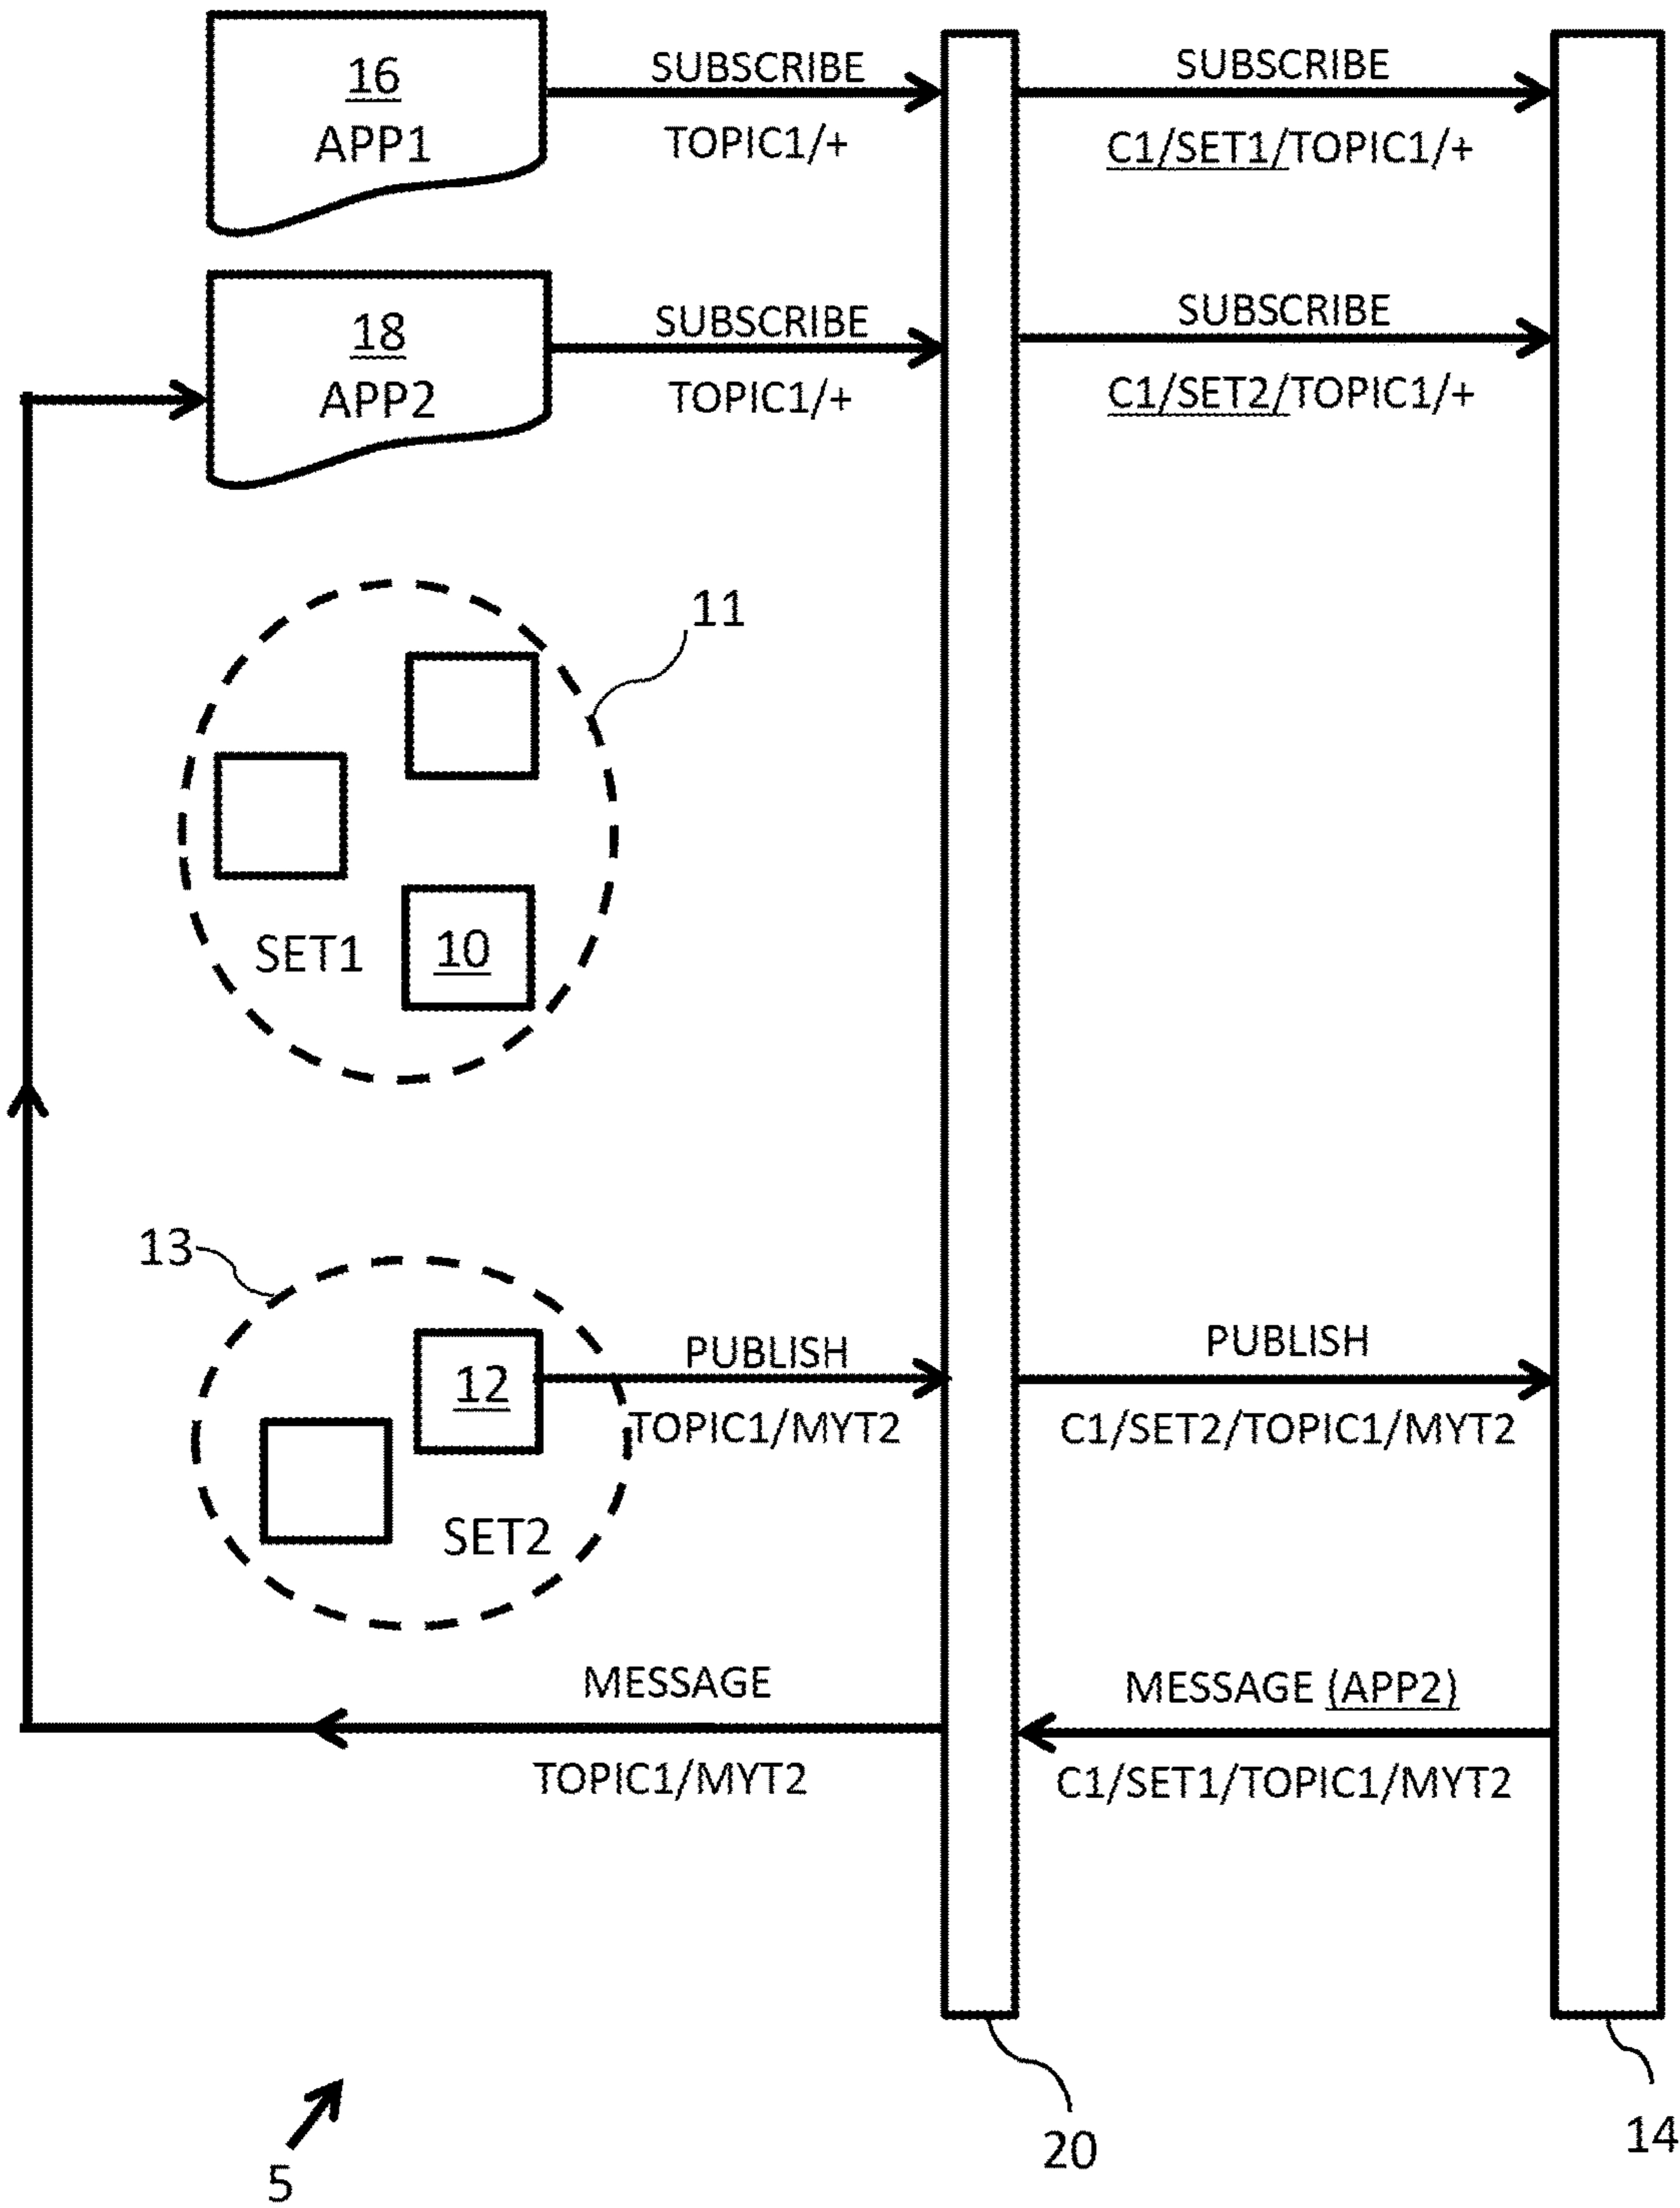 16
APP1
SUBSCRIBE
TOPIC1/+
SUBSCRIBE
C1/SET1/TOPIC1/+
18
APP2
SUBSCRIBE
TOPIC1/+
SUBSCRIBE
C1/SET2/TOPIC1/+
11
SET1
10
13
12
SET2
PUBLISH
TOPIC1/MYT2
PUBLISH
C1/SET2/TOPIC1/MYT2
MESSAGE
TOPIC1/MYT2
MESSAGE (APP2)
C1/SET1/TOPIC1/MYT2
5
20
14